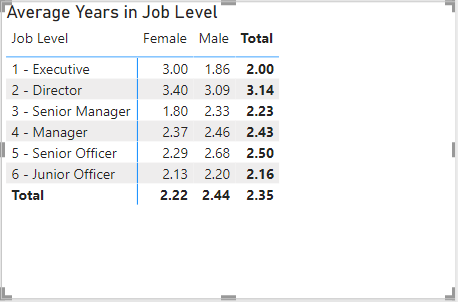 Average Years in Job Level
Job Level Female Male Total
1 - Executive 3.00 1.86 2.00
2 - Director 3.40 3.09 3.14
3 - Senior Manager 1.80 2.33 2.23
4 - Manager 2.37 2.46 2.43
5 - Senior Officer 2.29 2.68 2.50
6 - Junior Officer 2.13 2.20 2.16
Total 2.22 2.44 2.35